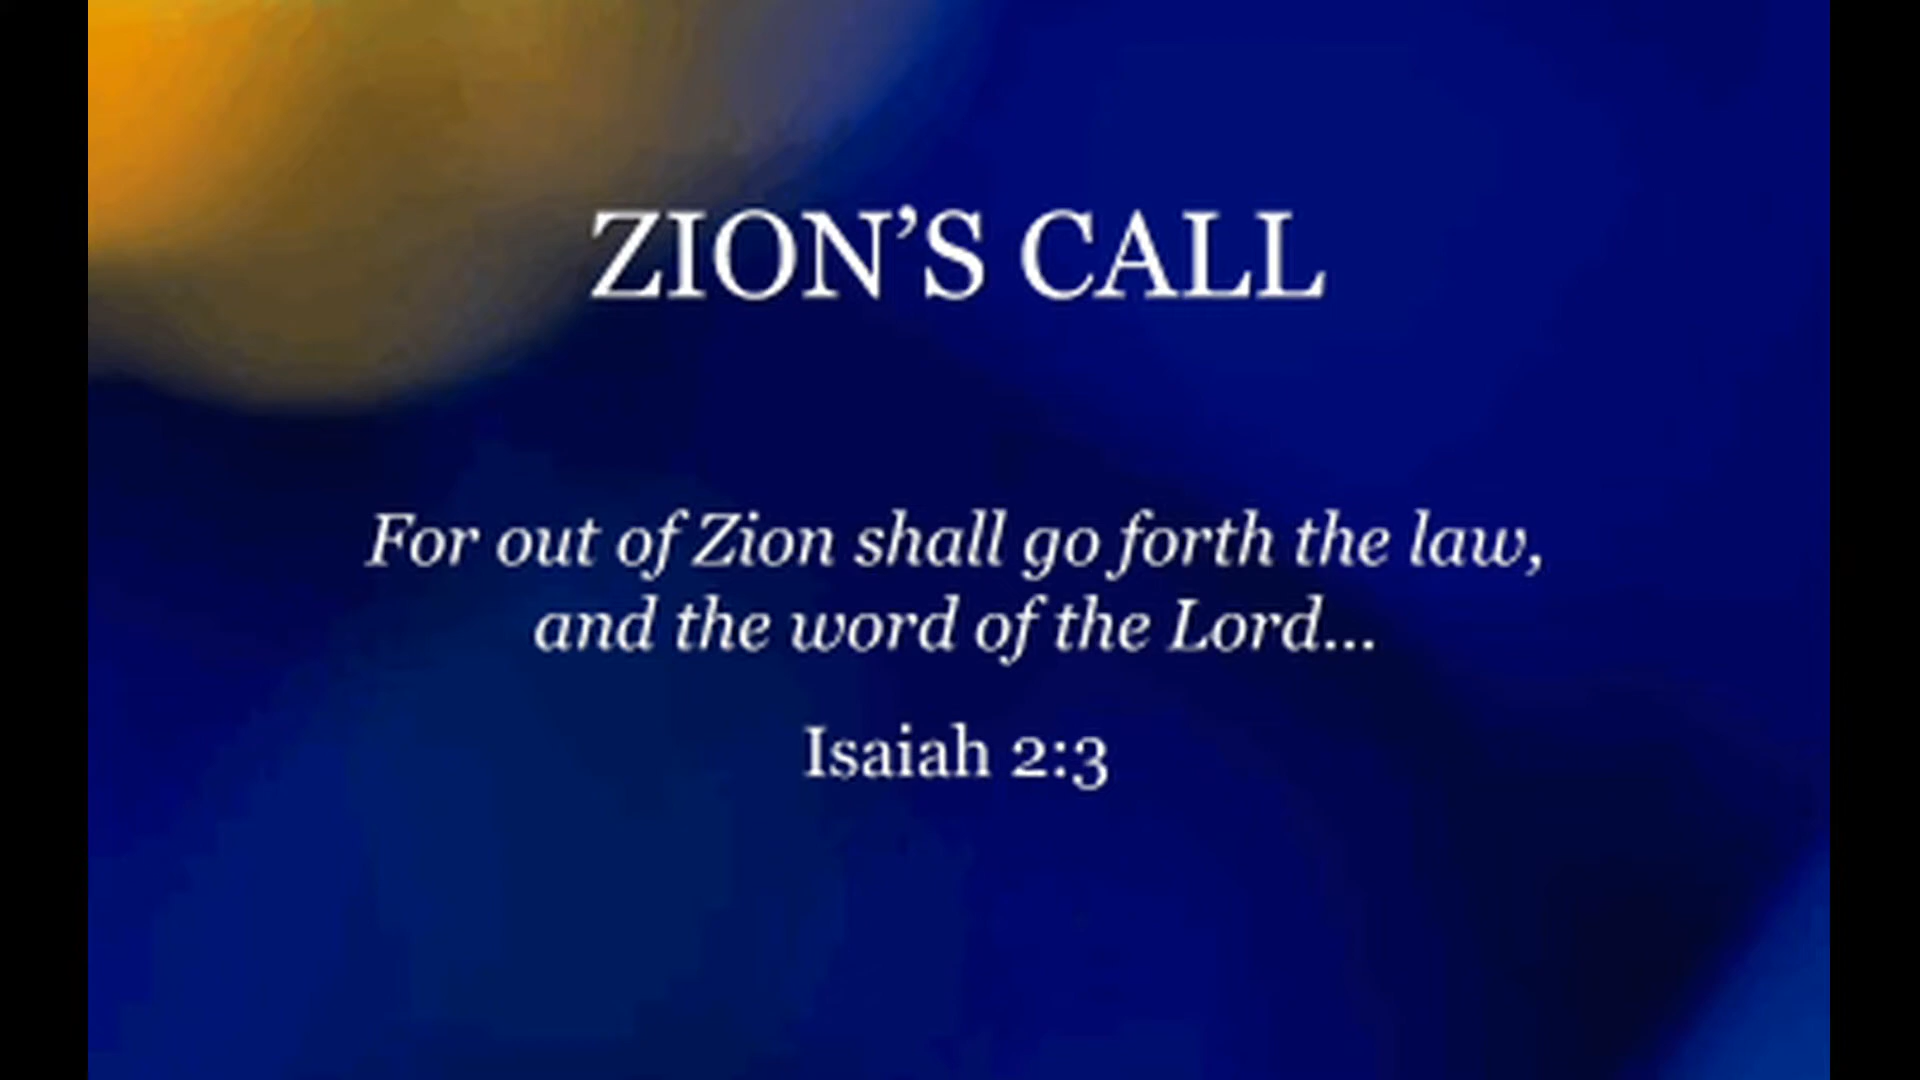 ZION’S CALL
For out of Zion shall go forth the law,
and the word of the Lord...
Isaiah 2:3